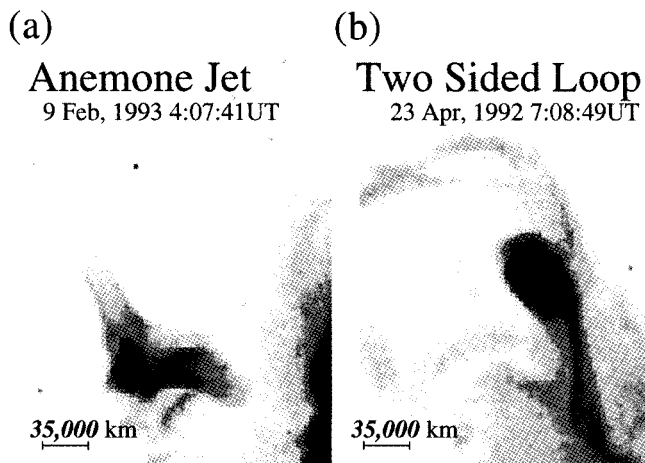 (a)
Anemone Jet
9 Feb, 1993 4:07:41UT
35,000 km
(b)
Two Sided Loop
23 Apr, 1992 7:08:49UT
35,000 km